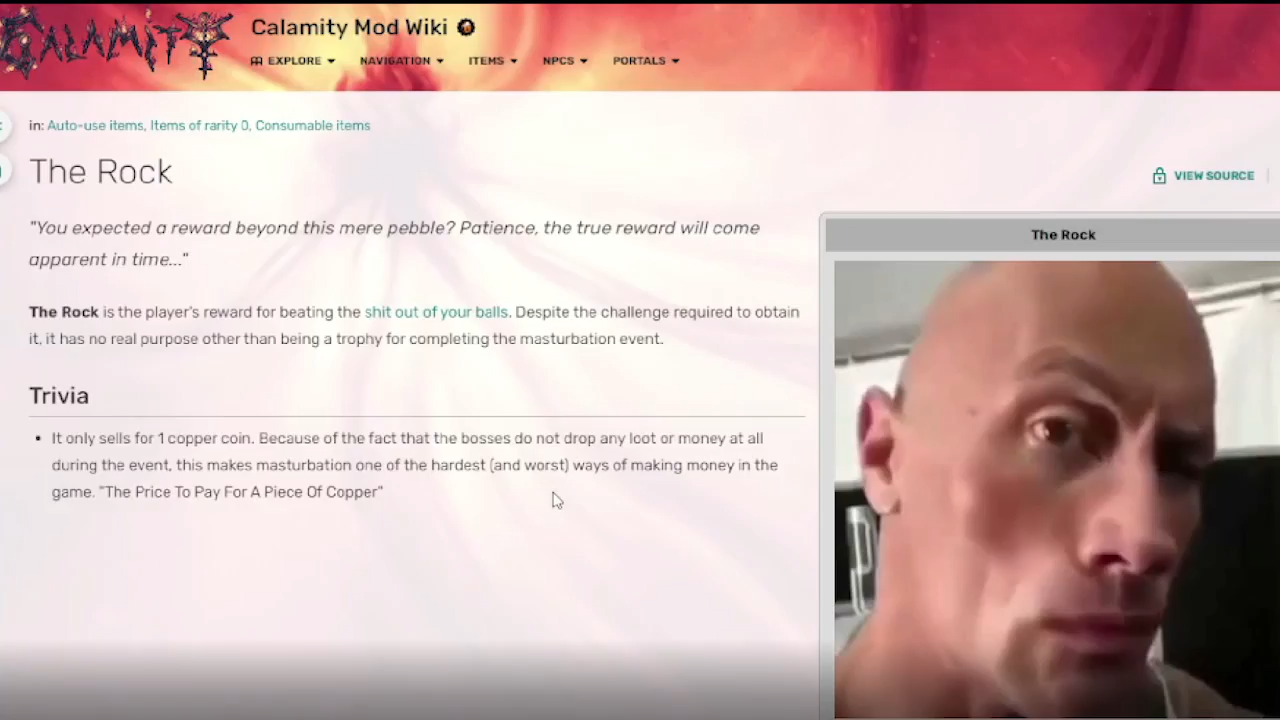 CALAMITY
Calamity Mod Wiki
EXPLORE
NAVIGATION
ITEMS
NPCS
PORTALS
in: Auto-use items, Items of rarity 0, Consumable items
The Rock
VIEW SOURCE
"You expected a reward beyond this mere pebble? Patience, the true reward will come
apparent in time..."
The Rock is the player's reward for beating the shit out of your balls. Despite the challenge required to obtain
it, it has no real purpose other than being a trophy for completing the masturbation event.
Trivia
• It only sells for 1 copper coin. Because of the fact that the bosses do not drop any loot or money at all
during the event, this makes masturbation one of the hardest (and worst) ways of making money in the
game. "The Price To Pay For A Piece Of Copper"
The Rock